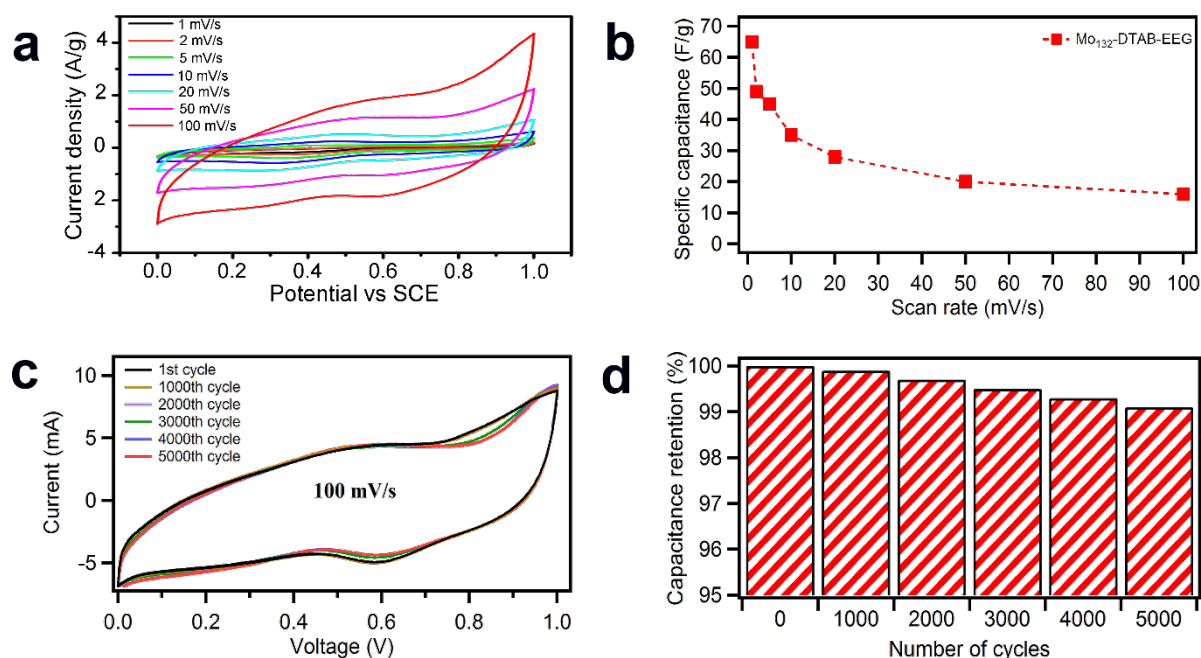 a
Current density (A/g)
4
2
0
2
-4
1 mV/s
2 mV/s
5 mV/s
10 mV/s
20 mV/s
50 mV/s
100 mV/s
0.0 0.2 0.4 0.6 0.8 1.0
Potential vs SCE
b
Specific capacitance (F/g)
70
60
50
40
30
20
10
0
Mo₁₃₂-DTAB-EEG
0 10 20 30 40 50 60 70 80 90 100
Scan rate (mV/s)
c
Current (mA)
10
5
0
-5
1st cycle
1000th cycle
2000th cycle
3000th cycle
4000th cycle
5000th cycle
100 mV/s
0.0 0.2 0.4 0.6 0.8 1.0
Voltage (V)
d
Capacitance retention (%)
100
99
98
97
96
95
0 1000 2000 3000 4000 5000
Number of cycles